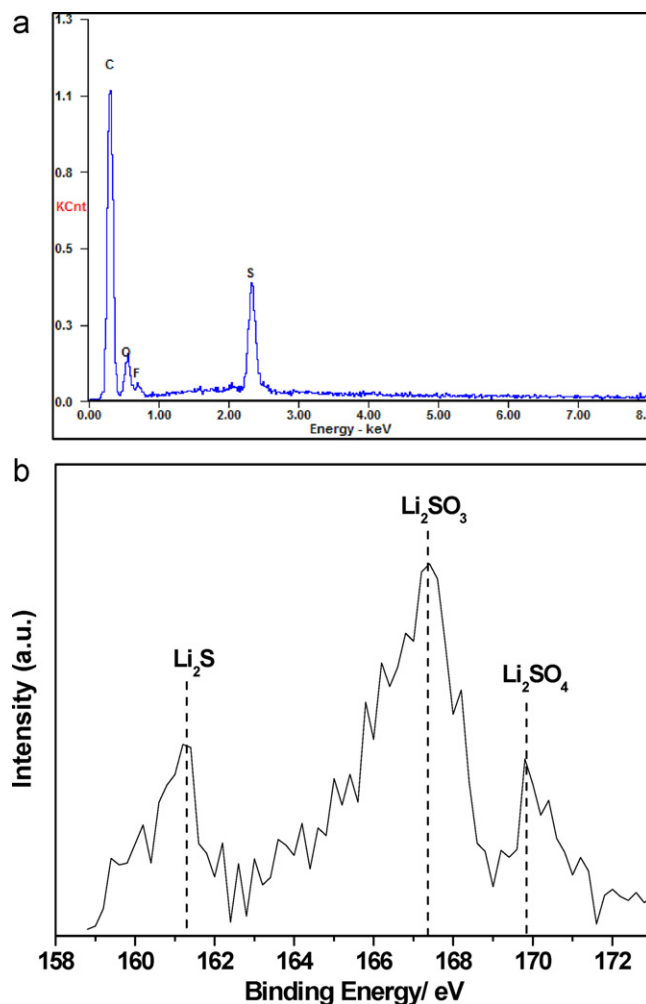 a
1.3
C
1.1
0.8
KCnt
0.5
S
0.3
O
F
0.0
0.00 1.00 2.00 3.00 4.00 5.00 6.00 7.00 8.
Energy - keV
b
Li₂SO₃
Li₂S
Li₂SO₄
Intensity (a.u.)
158 160 162 164 166 168 170 172
Binding Energy/ eV